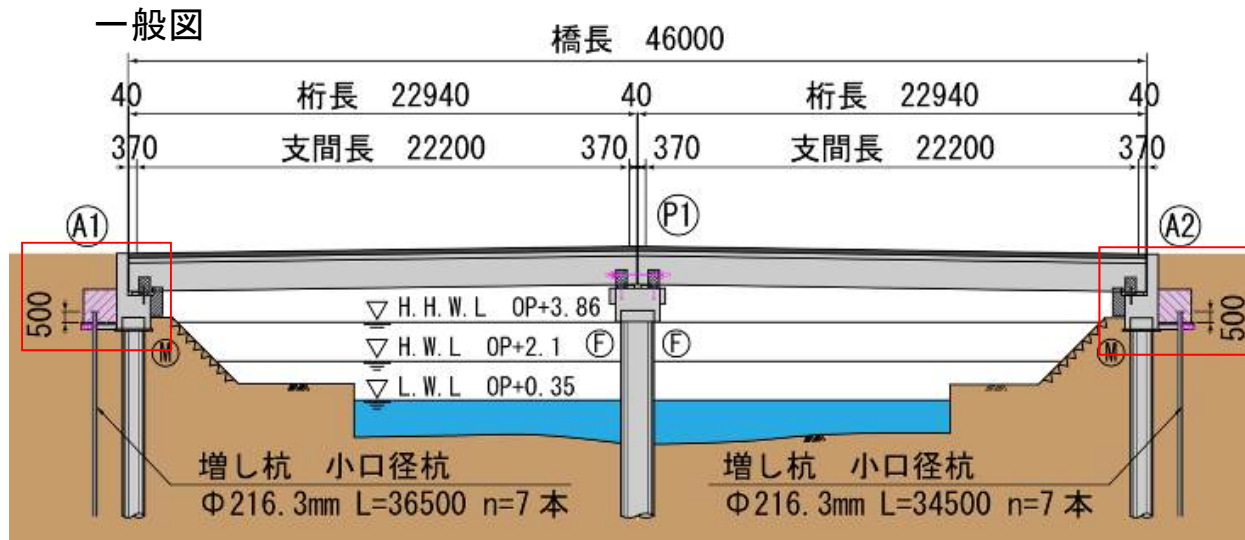 一般図
橋長 46000
40 桁長 22940 40 桁長 22940 40
370 支間長 22200 370 370 支間長 22200 370
A1 P1 A2
500 ▽ H.H.W.L OP+3.86 500
M ▽ H.W.L OP+2.1 F F M
▽ L.W.L OP+0.35
増し杭 小口径杭 増し杭 小口径杭
Φ216.3mm L=36500 n=7本 Φ216.3mm L=34500 n=7本